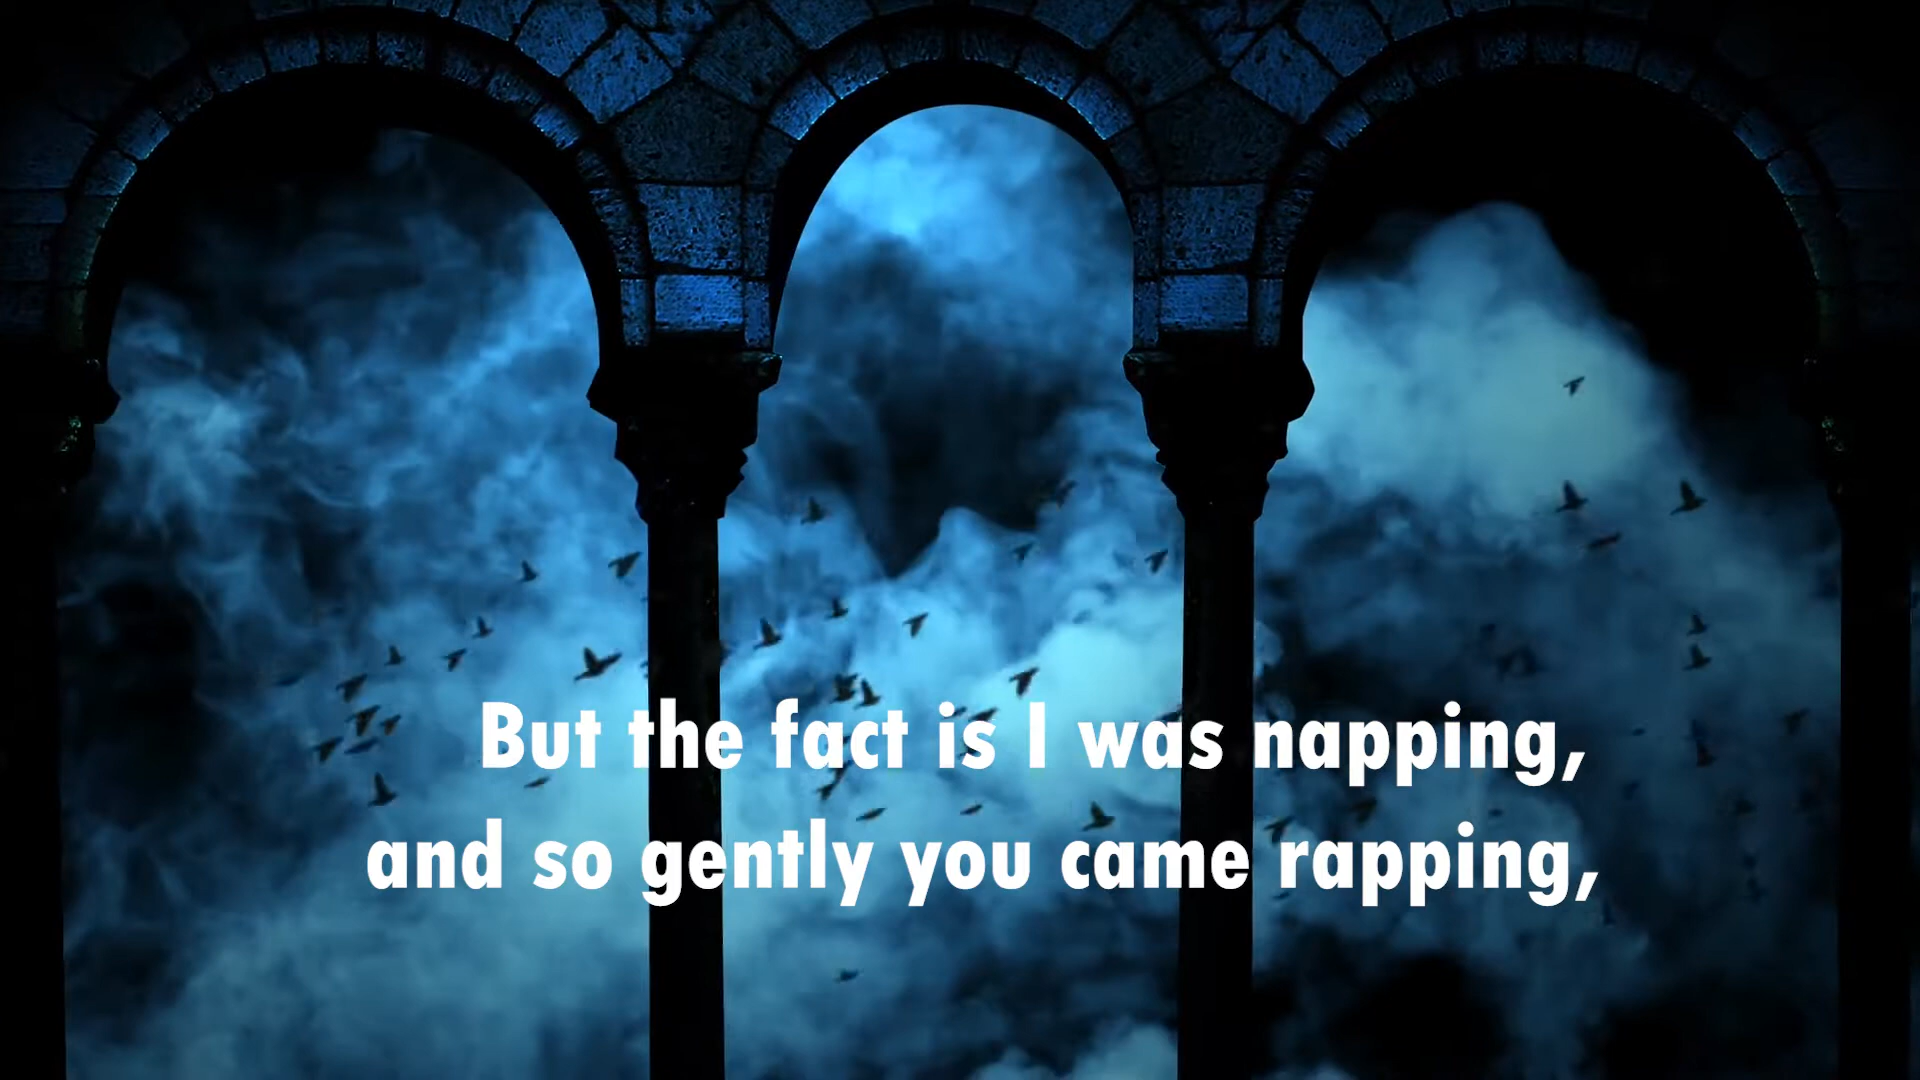 But the fact is I was napping,
and so gently you came rapping,